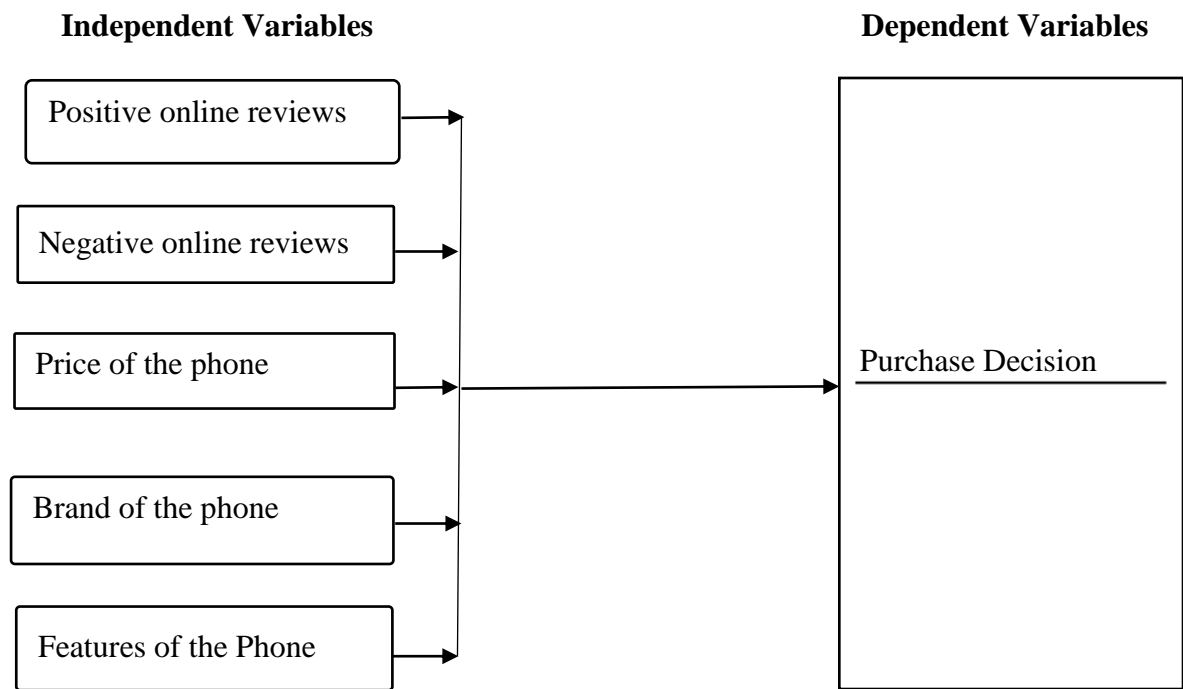 Independent Variables
Dependent Variables
Positive online reviews
Negative online reviews
Price of the phone
Purchase Decision
Brand of the phone
Features of the Phone